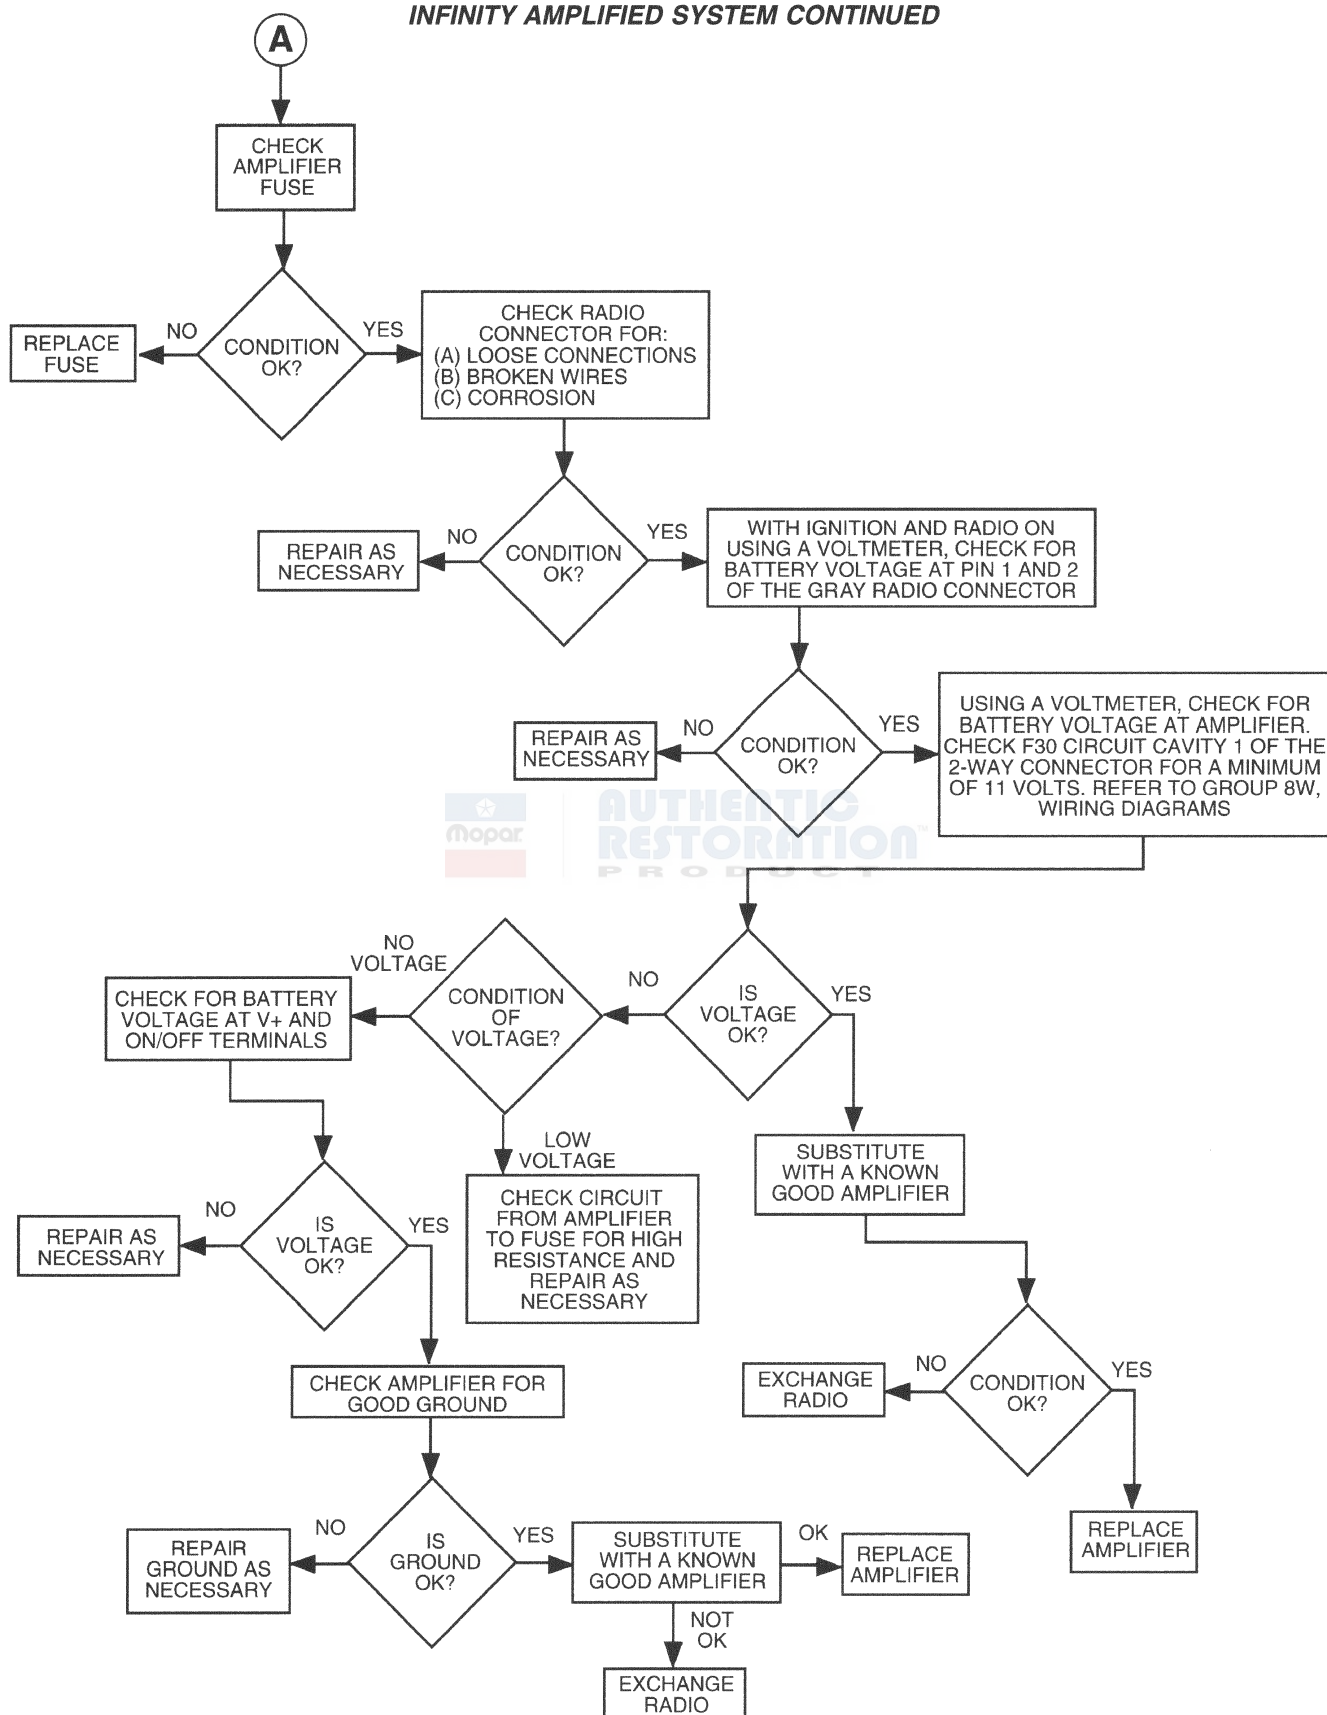 INFINITY AMPLIFIED SYSTEM CONTINUED
A
CHECK
AMPLIFIER
FUSE
NO
CONDITION
OK?
YES
REPLACE
FUSE
CHECK RADIO
CONNECTOR FOR:
(A) LOOSE CONNECTIONS
(B) BROKEN WIRES
(C) CORROSION
NO
CONDITION
OK?
YES
REPAIR AS
NECESSARY
WITH IGNITION AND RADIO ON
USING A VOLTMETER, CHECK FOR
BATTERY VOLTAGE AT PIN 1 AND 2
OF THE GRAY RADIO CONNECTOR
NO
CONDITION
OK?
YES
REPAIR AS
NECESSARY
USING A VOLTMETER, CHECK FOR
BATTERY VOLTAGE AT AMPLIFIER.
CHECK F30 CIRCUIT CAVITY 1 OF THE
2-WAY CONNECTOR FOR A MINIMUM
OF 11 VOLTS. REFER TO GROUP 8W,
WIRING DIAGRAMS
Mopar
AUTHENTIC
RESTORATION™
PRODUCT
NO
IS
VOLTAGE
OK?
YES
NO
VOLTAGE
CONDITION
OF
VOLTAGE?
LOW
VOLTAGE
CHECK FOR BATTERY
VOLTAGE AT V+ AND
ON/OFF TERMINALS
CHECK CIRCUIT
FROM AMPLIFIER
TO FUSE FOR HIGH
RESISTANCE AND
REPAIR AS
NECESSARY
SUBSTITUTE
WITH A KNOWN
GOOD AMPLIFIER
NO
IS
VOLTAGE
OK?
YES
REPAIR AS
NECESSARY
CHECK AMPLIFIER FOR
GOOD GROUND
NO
CONDITION
OK?
YES
EXCHANGE
RADIO
REPLACE
AMPLIFIER
NO
IS
GROUND
OK?
YES
REPAIR
GROUND AS
NECESSARY
SUBSTITUTE
WITH A KNOWN
GOOD AMPLIFIER
OK
REPLACE
AMPLIFIER
NOT
OK
EXCHANGE
RADIO